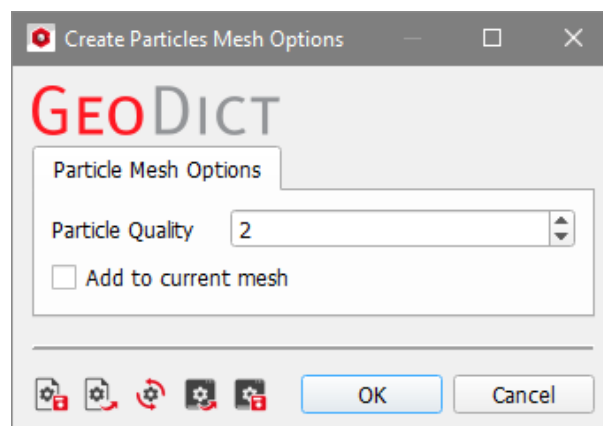 Create Particles Mesh Options
GEODICT
Particle Mesh Options
Particle Quality 2
Add to current mesh
OK Cancel